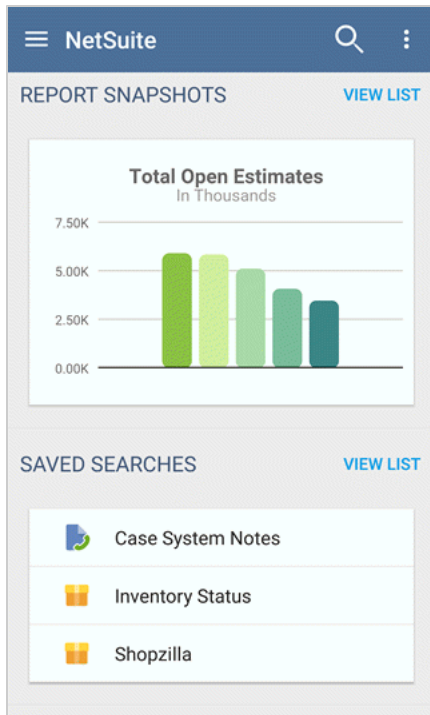 NetSuite
REPORT SNAPSHOTS VIEW LIST
Total Open Estimates
In Thousands
7.50K
5.00K
2.50K
0.00K
SAVED SEARCHES VIEW LIST
Case System Notes
Inventory Status
Shopzilla